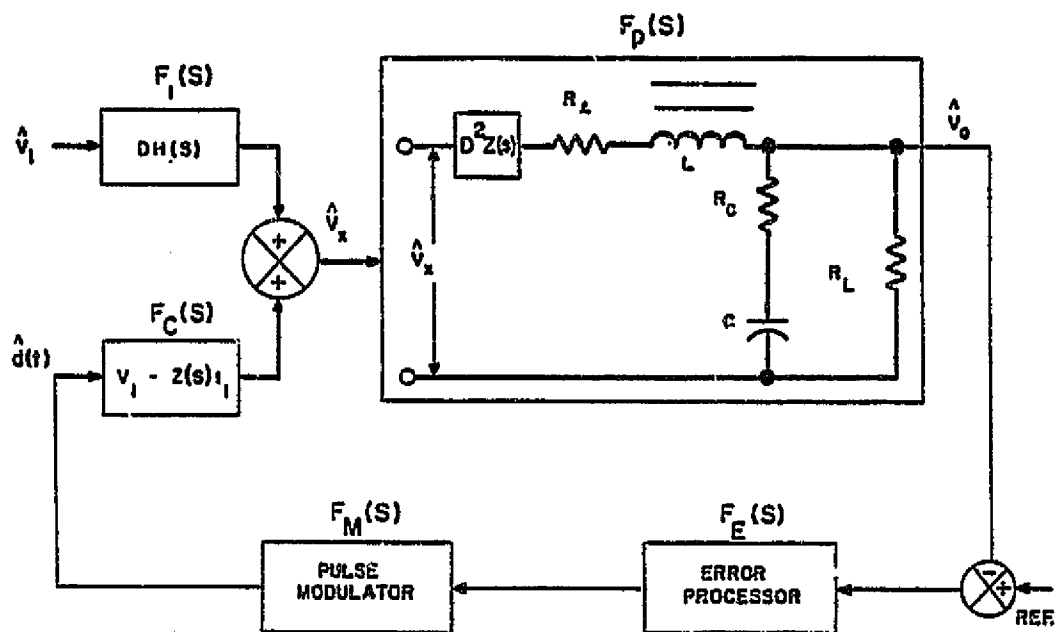 F_p(S)
F_I(S)
v̂_I
DH(S)
v̂_x
F_C(S)
d̂(t)
V_I - Z(S)I_I
v̂_x
D²Z(s)
R_ℓ
L
R_C
C
R_L
v̂_o
F_M(S)
PULSE
MODULATOR
F_E(S)
ERROR
PROCESSOR
REF.
+
+
-
+